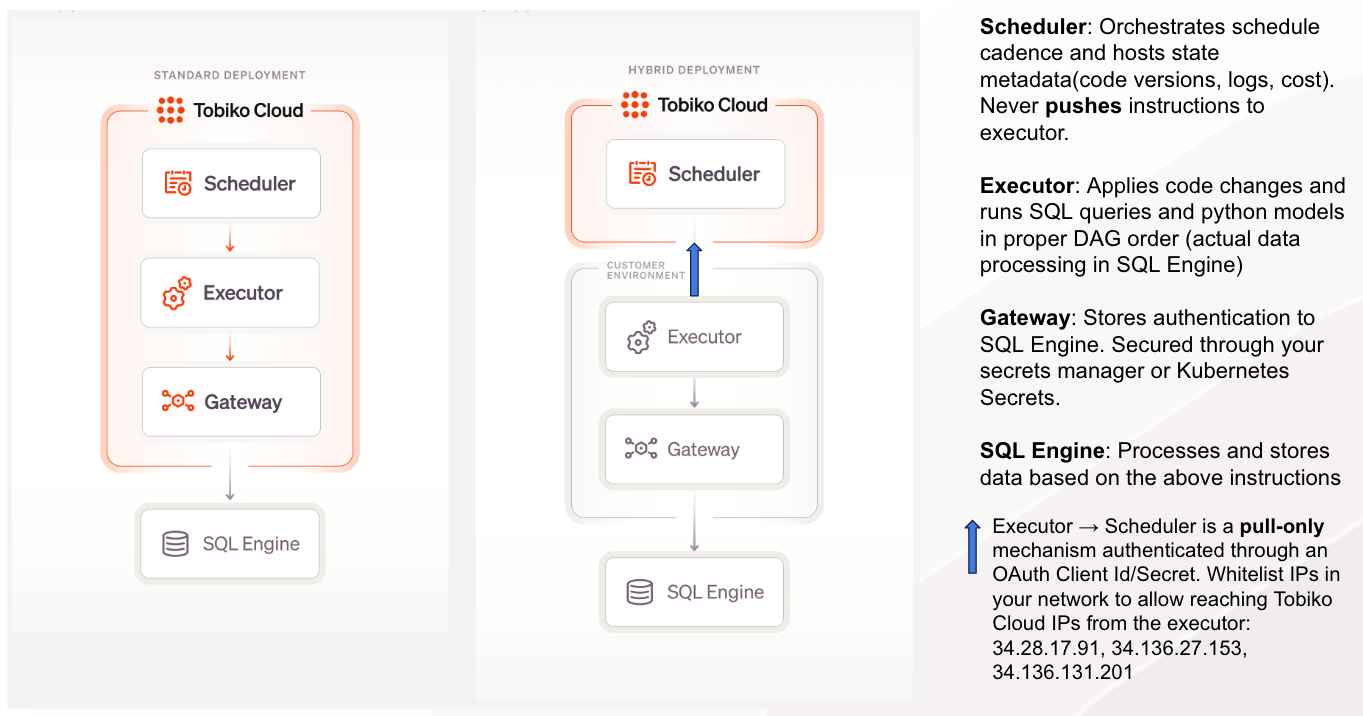 STANDARD DEPLOYMENT
Tobiko Cloud
Scheduler
Executor
Gateway
SQL Engine
HYBRID DEPLOYMENT
Tobiko Cloud
Scheduler
CUSTOMER
ENVIRONMENT
Executor
Gateway
SQL Engine
Scheduler: Orchestrates schedule
cadence and hosts state
metadata(code versions, logs, cost).
Never pushes instructions to
executor.
Executor: Applies code changes and
runs SQL queries and python models
in proper DAG order (actual data
processing in SQL Engine)
Gateway: Stores authentication to
SQL Engine. Secured through your
secrets manager or Kubernetes
Secrets.
SQL Engine: Processes and stores
data based on the above instructions
Executor → Scheduler is a pull-only
mechanism authenticated through an
OAuth Client Id/Secret. Whitelist IPs in
your network to allow reaching Tobiko
Cloud IPs from the executor:
34.28.17.91, 34.136.27.153,
34.136.131.201